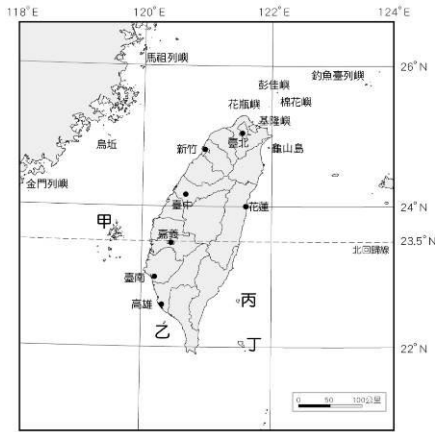 118°E
120°E
122°E
124°E
馬祖列嶼
26°N
釣魚臺列嶼
彭佳嶼
棉花嶼
花瓶嶼
基隆嶼
烏坵
臺北
新竹
龜山島
金門列嶼
臺中
花蓮
24°N
甲
嘉義
23.5°N
北回歸線
臺南
高雄
丙
乙
丁
22°N
0 50 100公里